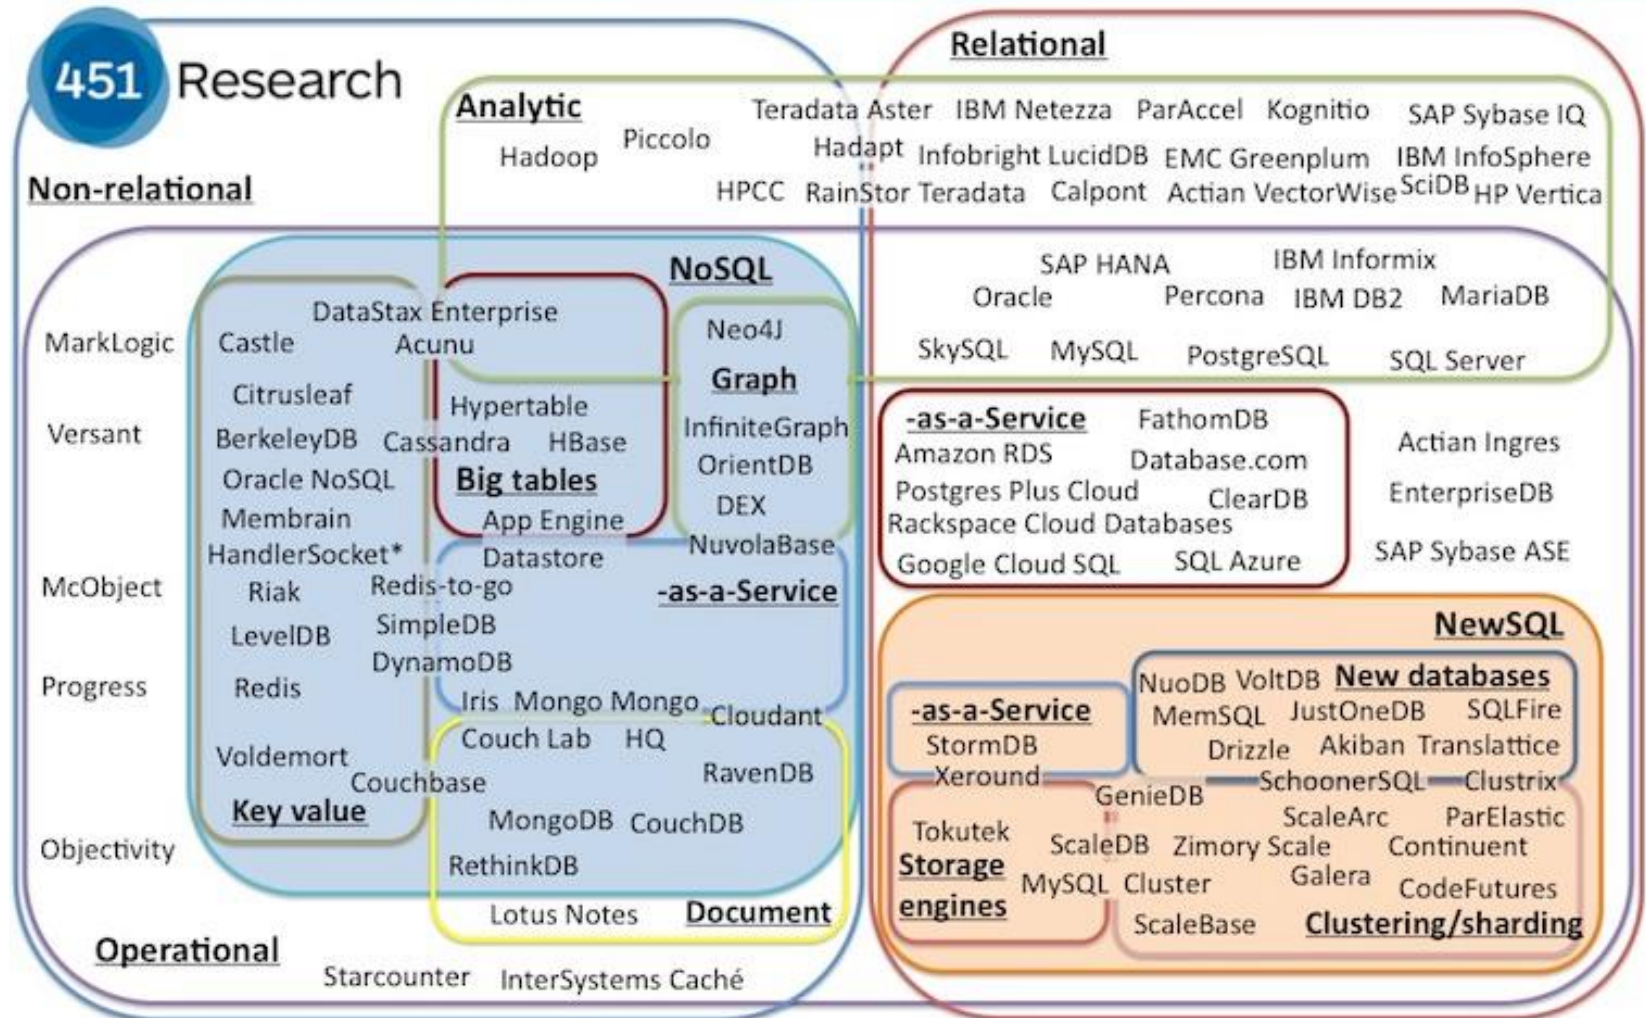 451 Research
Relational
Analytic
Teradata Aster IBM Netezza ParAccel Kognitio SAP Sybase IQ
Piccolo
Hadoop
Hadapt Infobright LucidDB EMC Greenplum IBM InfoSphere
Non-relational
HPCC RainStor Teradata Calpont Actian VectorWise SciDB HP Vertica
NoSQL
SAP HANA IBM Informix
Oracle Percona IBM DB2 MariaDB
SkySQL MySQL PostgreSQL SQL Server
MarkLogic
Versant
McObject
Progress
Objectivity
DataStax Enterprise
Castle Acunu
Citrusleaf
BerkeleyDB Cassandra
Oracle NoSQL
Membrain
HandlerSocket*
Riak Redis-to-go
LevelDB SimpleDB
DynamoDB
Redis
Voldemort
Couchbase
Key value
Hypertable
HBase
Big tables
App Engine
Datastore
Neo4J
Graph
InfiniteGraph
OrientDB
DEX
NuvolaBase
-as-a-Service
Iris Mongo Mongo Cloudant
Couch Lab HQ
RavenDB
MongoDB CouchDB
RethinkDB
Lotus Notes Document
Operational
Starcounter InterSystems Caché
-as-a-Service FathomDB
Amazon RDS Database.com
Postgres Plus Cloud ClearDB
Rackspace Cloud Databases
Google Cloud SQL SQL Azure
Actian Ingres
EnterpriseDB
SAP Sybase ASE
NewSQL
-as-a-Service
StormDB
Xeround
NuoDB VoltDB New databases
MemSQL JustOneDB SQLFire
Drizzle Akiban Translattice
SchoonerSQL Clustrix
GenieDB
ScaleArc ParElastic
Tokutek
ScaleDB Zimory Scale Continuent
Storage
engines
MySQL Cluster Galera CodeFutures
ScaleBase Clustering/sharding